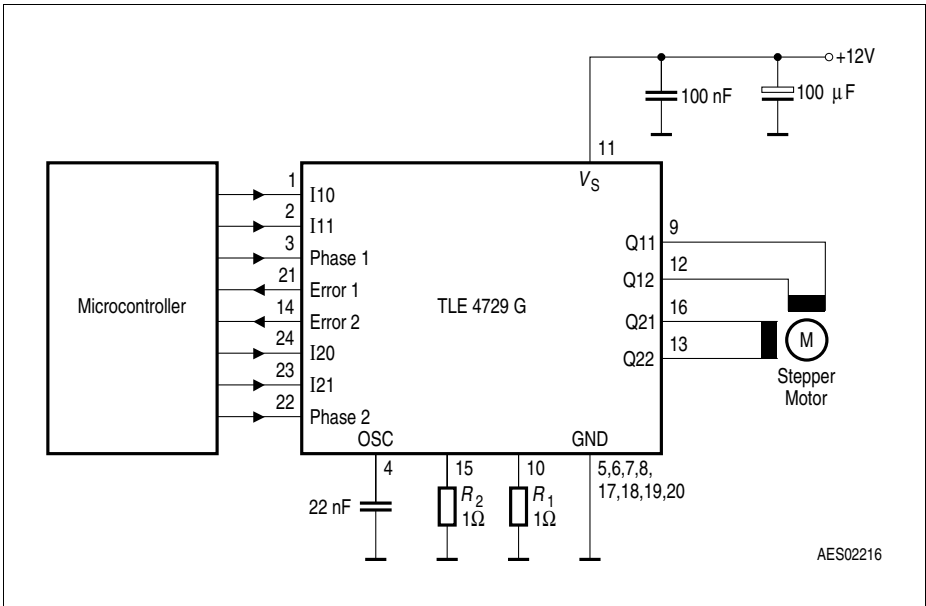 +12V
100 nF
100 μF
11
VS
1
I10
2
I11
3
Phase 1
21
Error 1
14
Error 2
24
I20
23
I21
22
Phase 2
Microcontroller
TLE 4729 G
9
Q11
12
Q12
16
Q21
13
Q22
M
Stepper
Motor
OSC
GND
4
15
10
5,6,7,8,
17,18,19,20
22 nF
R2
1Ω
R1
1Ω
AES02216